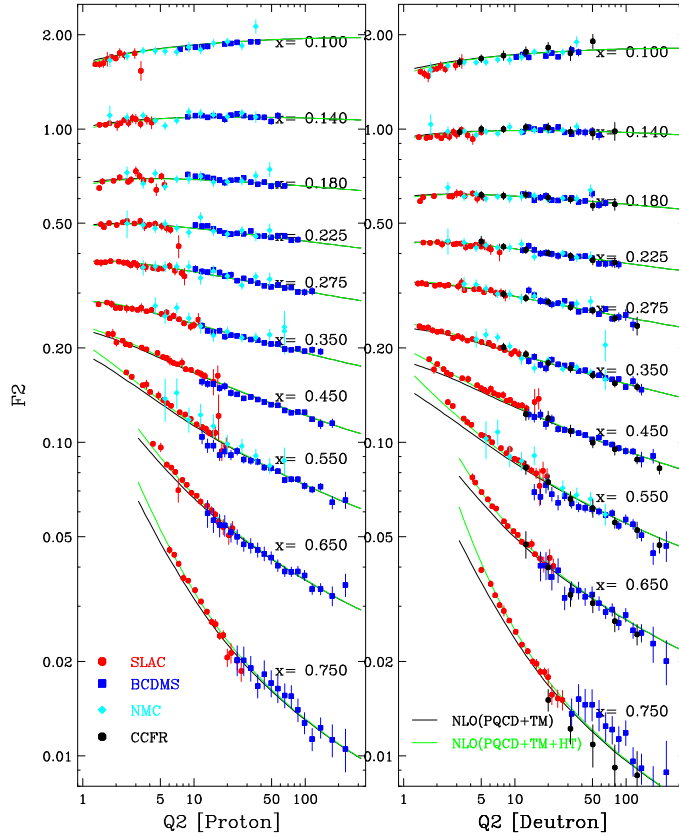 2.00
1.00
0.50
0.20
0.10
0.05
0.02
0.01
F2
x= 0.100
x= 0.140
x= 0.180
x= 0.225
x= 0.275
x= 0.350
x= 0.450
x= 0.550
x= 0.650
x= 0.750
SLAC
BCDMS
NMC
CCFR
1 5 10 50 100
Q2 [Proton]
2.00
1.00
0.50
0.20
0.10
0.05
0.02
0.01
x= 0.100
x= 0.140
x= 0.180
x= 0.225
x= 0.275
x= 0.350
x= 0.450
x= 0.550
x= 0.650
x= 0.750
NLO(PQCD+TM)
NLO(PQCD+TM+HT)
1 5 10 50 100
Q2 [Deutron]